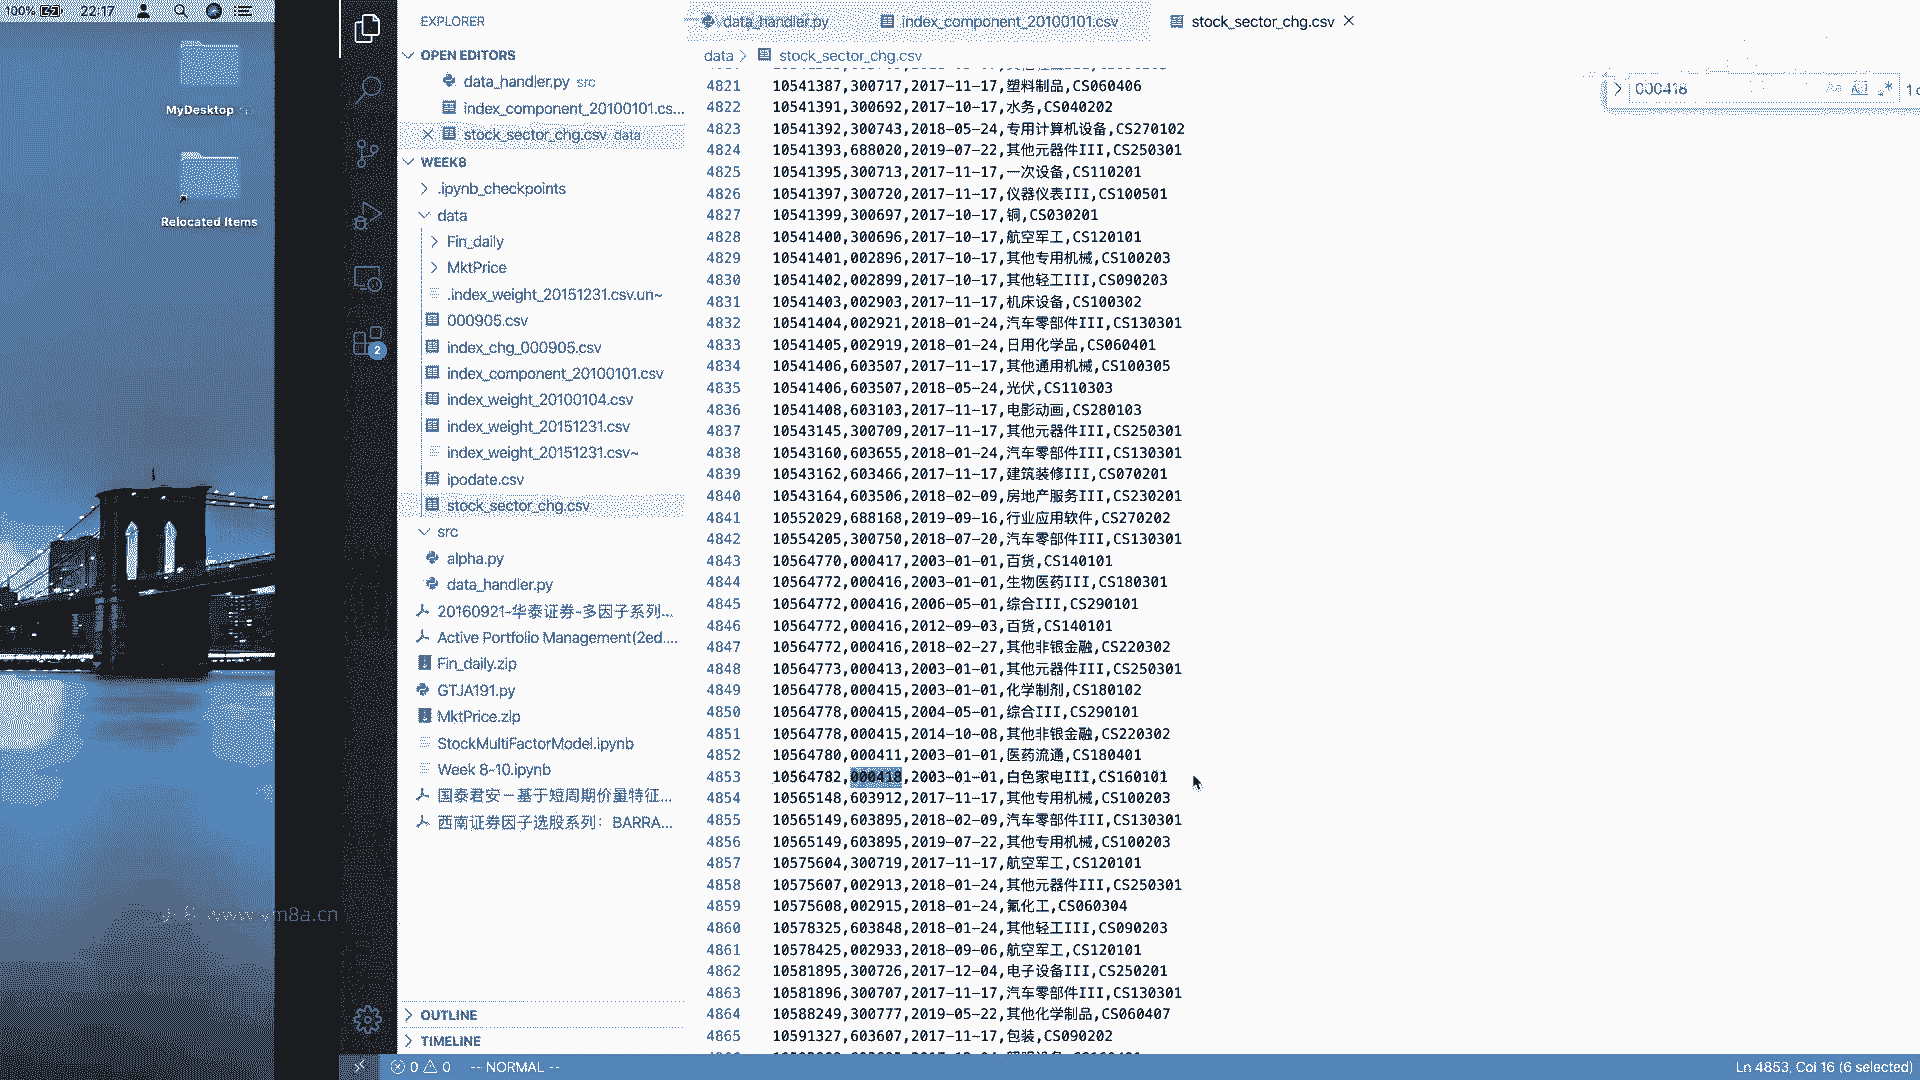 100% 22:17
MyDesktop
Relocated Items
www.ym8a.cn
EXPLORER
OPEN EDITORS
data_handler.py src
index_component_20100101.cs...
stock_sector_chg.csv data
WEEK8
.ipynb_checkpoints
data
Fin_daily
MktPrice
.index_weight_20151231.csv.un~
000905.csv
index_chg_000905.csv
index_component_20100101.csv
index_weight_20100104.csv
index_weight_20151231.csv
index_weight_20151231.csv~
ipodate.csv
stock_sector_chg.csv
src
alpha.py
data_handler.py
20160921-华泰证券-多因子系列...
Active Portfolio Management(2ed....
Fin_daily.zip
GTJA191.py
MktPrice.zip
StockMultiFactorModel.ipynb
Week 8-10.ipynb
国泰君安－基于短周期价量特征...
西南证券因子选股系列：BARRA...
OUTLINE
TIMELINE
2
data_handler.py index_component_20100101.csv stock_sector_chg.csv
data > stock_sector_chg.csv
000418
4821 10541387,300717,2017-11-17,塑料制品,CS060406
4822 10541391,300692,2017-10-17,水务,CS040202
4823 10541392,300743,2018-05-24,专用计算机设备,CS270102
4824 10541393,688020,2019-07-22,其他元器件III,CS250301
4825 10541395,300713,2017-11-17,一次设备,CS110201
4826 10541397,300720,2017-11-17,仪器仪表III,CS100501
4827 10541399,300697,2017-10-17,铜,CS030201
4828 10541400,300696,2017-10-17,航空军工,CS120101
4829 10541401,002896,2017-10-17,其他专用机械,CS100203
4830 10541402,002899,2017-10-17,其他轻工III,CS090203
4831 10541403,002903,2017-11-17,机床设备,CS100302
4832 10541404,002921,2018-01-24,汽车零部件III,CS130301
4833 10541405,002919,2018-01-24,日用化学品,CS060401
4834 10541406,603507,2017-11-17,其他通用机械,CS100305
4835 10541406,603507,2018-05-24,光伏,CS110303
4836 10541408,603103,2017-11-17,电影动画,CS280103
4837 10543145,300709,2017-11-17,其他元器件III,CS250301
4838 10543160,603655,2018-01-24,汽车零部件III,CS130301
4839 10543162,603466,2017-11-17,建筑装修III,CS070201
4840 10543164,603506,2018-02-09,房地产服务III,CS230201
4841 10552029,688168,2019-09-16,行业应用软件,CS270202
4842 10554205,300750,2018-07-20,汽车零部件III,CS130301
4843 10564770,000417,2003-01-01,百货,CS140101
4844 10564772,000416,2003-01-01,生物医药III,CS180301
4845 10564772,000416,2006-05-01,综合III,CS290101
4846 10564772,000416,2012-09-03,百货,CS140101
4847 10564772,000416,2018-02-27,其他非银金融,CS220302
4848 10564773,000413,2003-01-01,其他元器件III,CS250301
4849 10564778,000415,2003-01-01,化学制剂,CS180102
4850 10564778,000415,2004-05-01,综合III,CS290101
4851 10564778,000415,2014-10-08,其他非银金融,CS220302
4852 10564780,000411,2003-01-01,医药流通,CS180401
4853 10564782,000418,2003-01-01,白色家电III,CS160101
4854 10565148,603912,2017-11-17,其他专用机械,CS100203
4855 10565149,603895,2018-02-09,汽车零部件III,CS130301
4856 10565149,603895,2019-07-22,其他专用机械,CS100203
4857 10575604,300719,2017-11-17,航空军工,CS120101
4858 10575607,002913,2018-01-24,其他元器件III,CS250301
4859 10575608,002915,2018-01-24,氟化工,CS060304
4860 10578325,603848,2018-01-24,其他轻工III,CS090203
4861 10578425,002933,2018-09-06,航空军工,CS120101
4862 10581895,300726,2017-12-04,电子设备III,CS250201
4863 10581896,300707,2017-11-17,汽车零部件III,CS130301
4864 10588249,300777,2019-05-22,其他化学制品,CS060407
4865 10591327,603607,2017-11-17,包装,CS090202
0 0 -- NORMAL --
Ln 4853, Col 16 (6 selected)